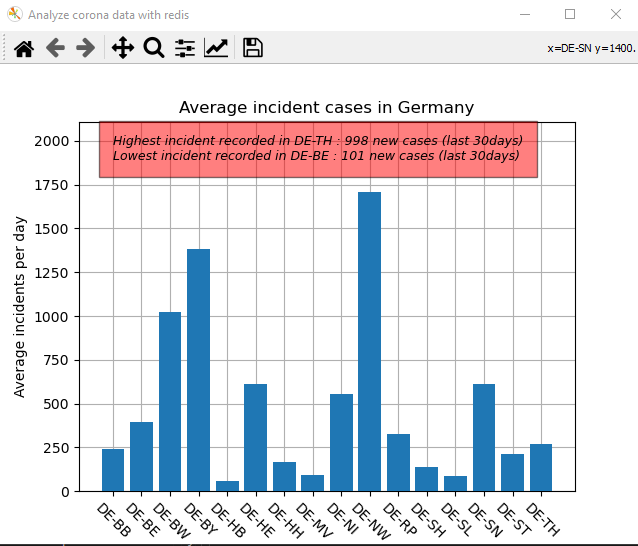 Analyze corona data with redis
x=DE-SN y=1400.
Average incident cases in Germany
Highest incident recorded in DE-TH : 998 new cases (last 30days)
Lowest incident recorded in DE-BE : 101 new cases (last 30days)
Average incidents per day
2000
1750
1500
1250
1000
750
500
250
0
DE-BB
DE-BE
DE-BW
DE-BY
DE-HB
DE-HE
DE-HH
DE-MV
DE-NI
DE-NW
DE-RP
DE-SH
DE-SL
DE-SN
DE-ST
DE-TH